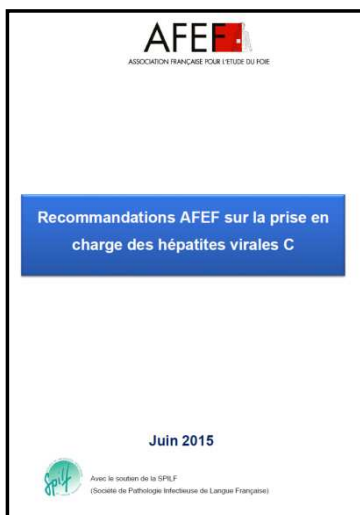 AFEF
ASSOCIATION FRANÇAISE POUR L'ETUDE DU FOIE
Recommandations AFEF sur la prise en
charge des hépatites virales C
Juin 2015
Spilf
Avec le soutien de la SPILF
(Société de Pathologie Infectieuse de Langue Française)